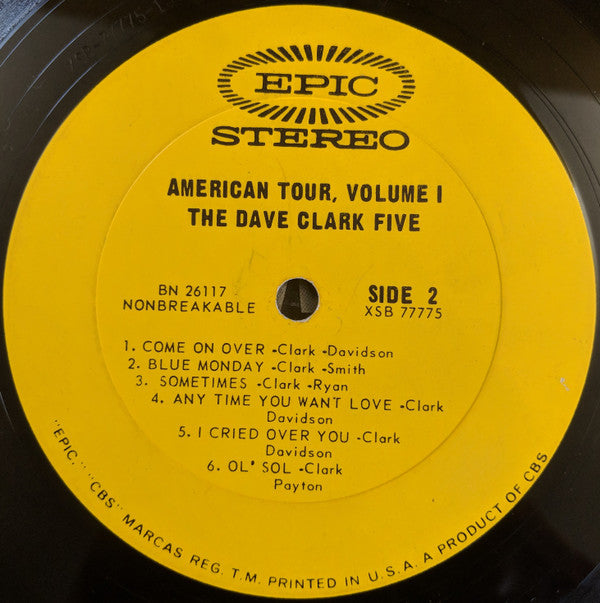 EPIC
STEREO
AMERICAN TOUR, VOLUME I
THE DAVE CLARK FIVE
BN 26117
NONBREAKABLE
SIDE 2
XSB 77775
1. COME ON OVER -Clark -Davidson
2. BLUE MONDAY -Clark -Smith
3. SOMETIMES -Clark -Ryan
4. ANY TIME YOU WANT LOVE -Clark
Davidson
5. I CRIED OVER YOU -Clark
Davidson
6. OL' SOL -Clark
Payton
"EPIC," "CBS" MARCAS REG. T.M. PRINTED IN U.S.A. A PRODUCT OF CBS